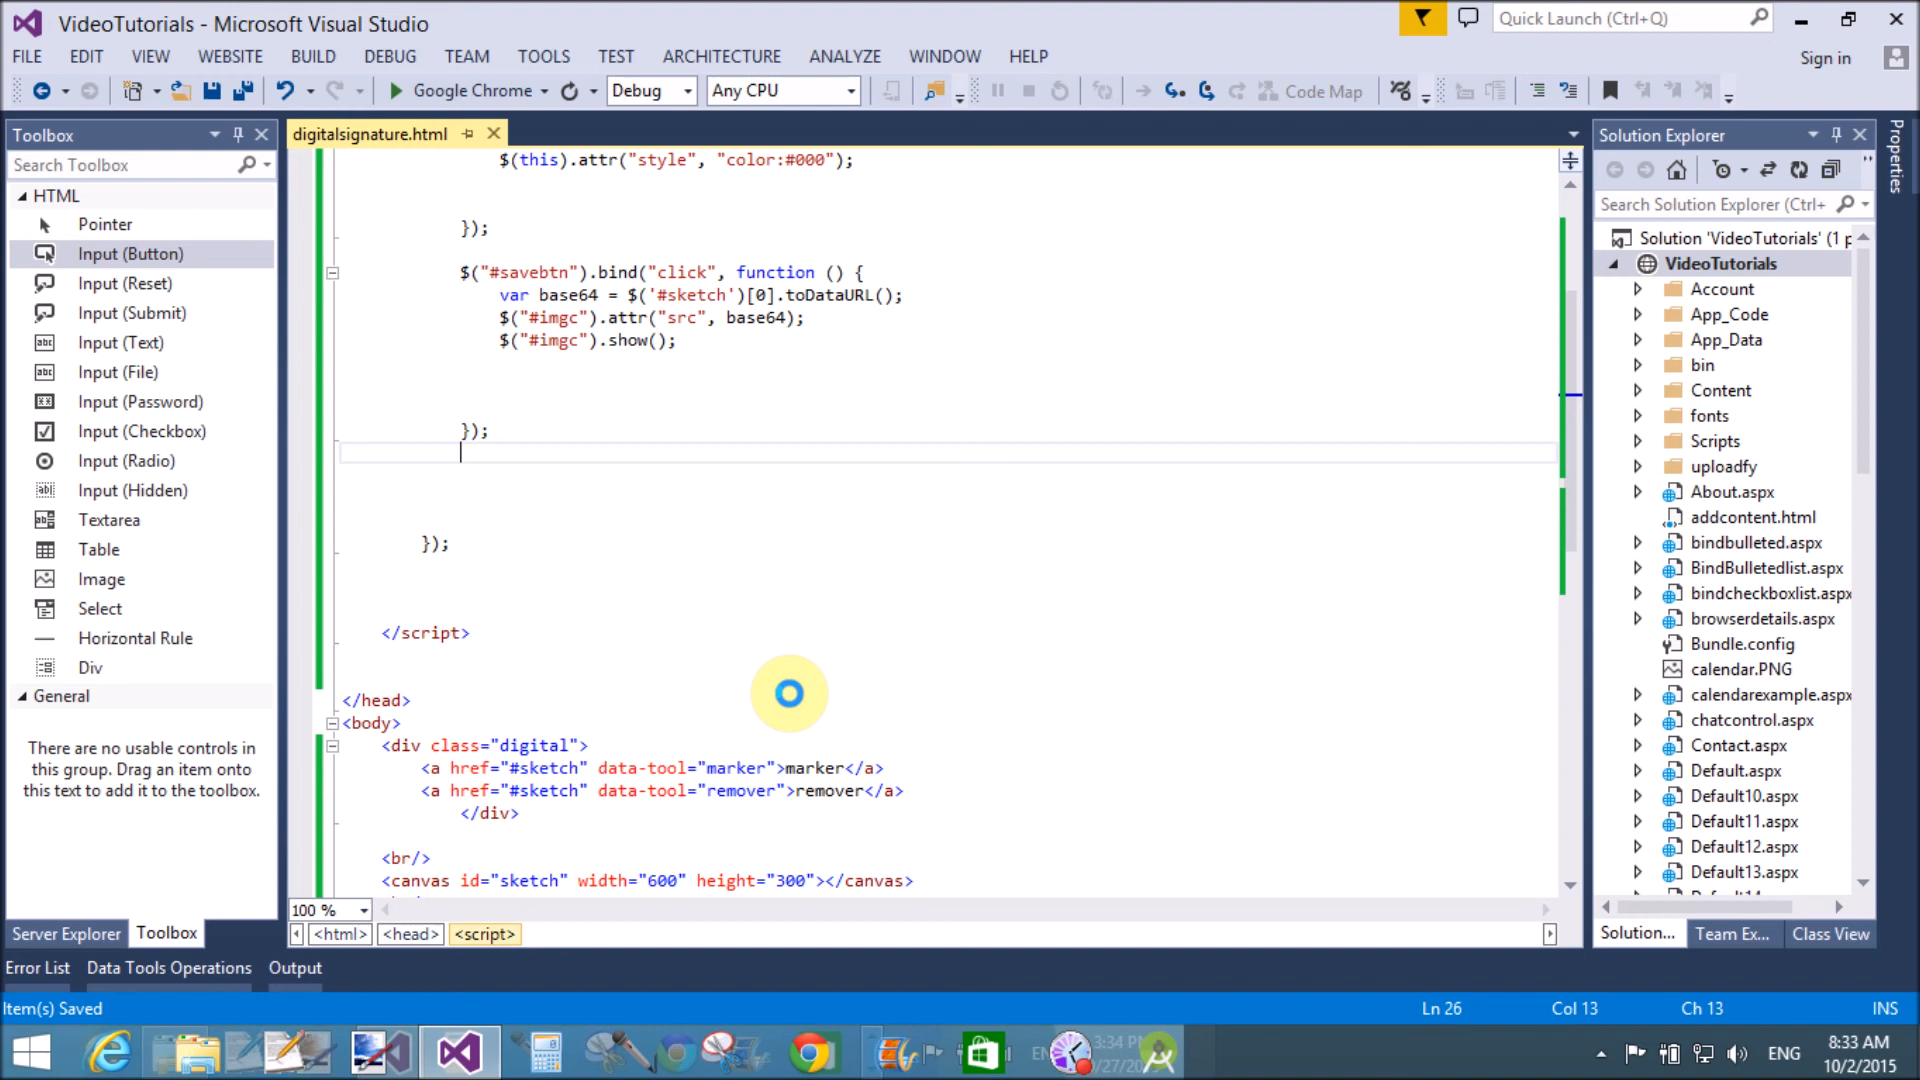 VideoTutorials - Microsoft Visual Studio
Quick Launch (Ctrl+Q)
FILE EDIT VIEW WEBSITE BUILD DEBUG TEAM TOOLS TEST ARCHITECTURE ANALYZE WINDOW HELP
Sign in
Google Chrome Debug Any CPU Code Map
Toolbox
Search Toolbox
HTML
Pointer
Input (Button)
Input (Reset)
Input (Submit)
Input (Text)
Input (File)
Input (Password)
Input (Checkbox)
Input (Radio)
Input (Hidden)
Textarea
Table
Image
Select
Horizontal Rule
Div
General
There are no usable controls in
this group. Drag an item onto
this text to add it to the toolbox.
Server Explorer Toolbox
digitalsignature.html
$(this).attr("style", "color:#000");
});
$("#savebtn").bind("click", function () {
var base64 = $('#sketch')[0].toDataURL();
$("#imgc").attr("src", base64);
$("#imgc").show();
});
});
</script>
</head>
<body>
<div class="digital">
<a href="#sketch" data-tool="marker">marker</a>
<a href="#sketch" data-tool="remover">remover</a>
</div>
<br/>
<canvas id="sketch" width="600" height="300"></canvas>
100 %
<html> <head> <script>
Solution Explorer
Search Solution Explorer (Ctrl+
Solution 'VideoTutorials' (1 p
VideoTutorials
Account
App_Code
App_Data
bin
Content
fonts
Scripts
uploadfy
About.aspx
addcontent.html
bindbulleted.aspx
BindBulletedlist.aspx
bindcheckboxlist.aspx
browserdetails.aspx
Bundle.config
calendar.PNG
calendarexample.aspx
chatcontrol.aspx
Contact.aspx
Default.aspx
Default10.aspx
Default11.aspx
Default12.aspx
Default13.aspx
Solution... Team Ex... Class View
Properties
Error List Data Tools Operations Output
Item(s) Saved Ln 26 Col 13 Ch 13 INS
ENG
8:33 AM
10/2/2015